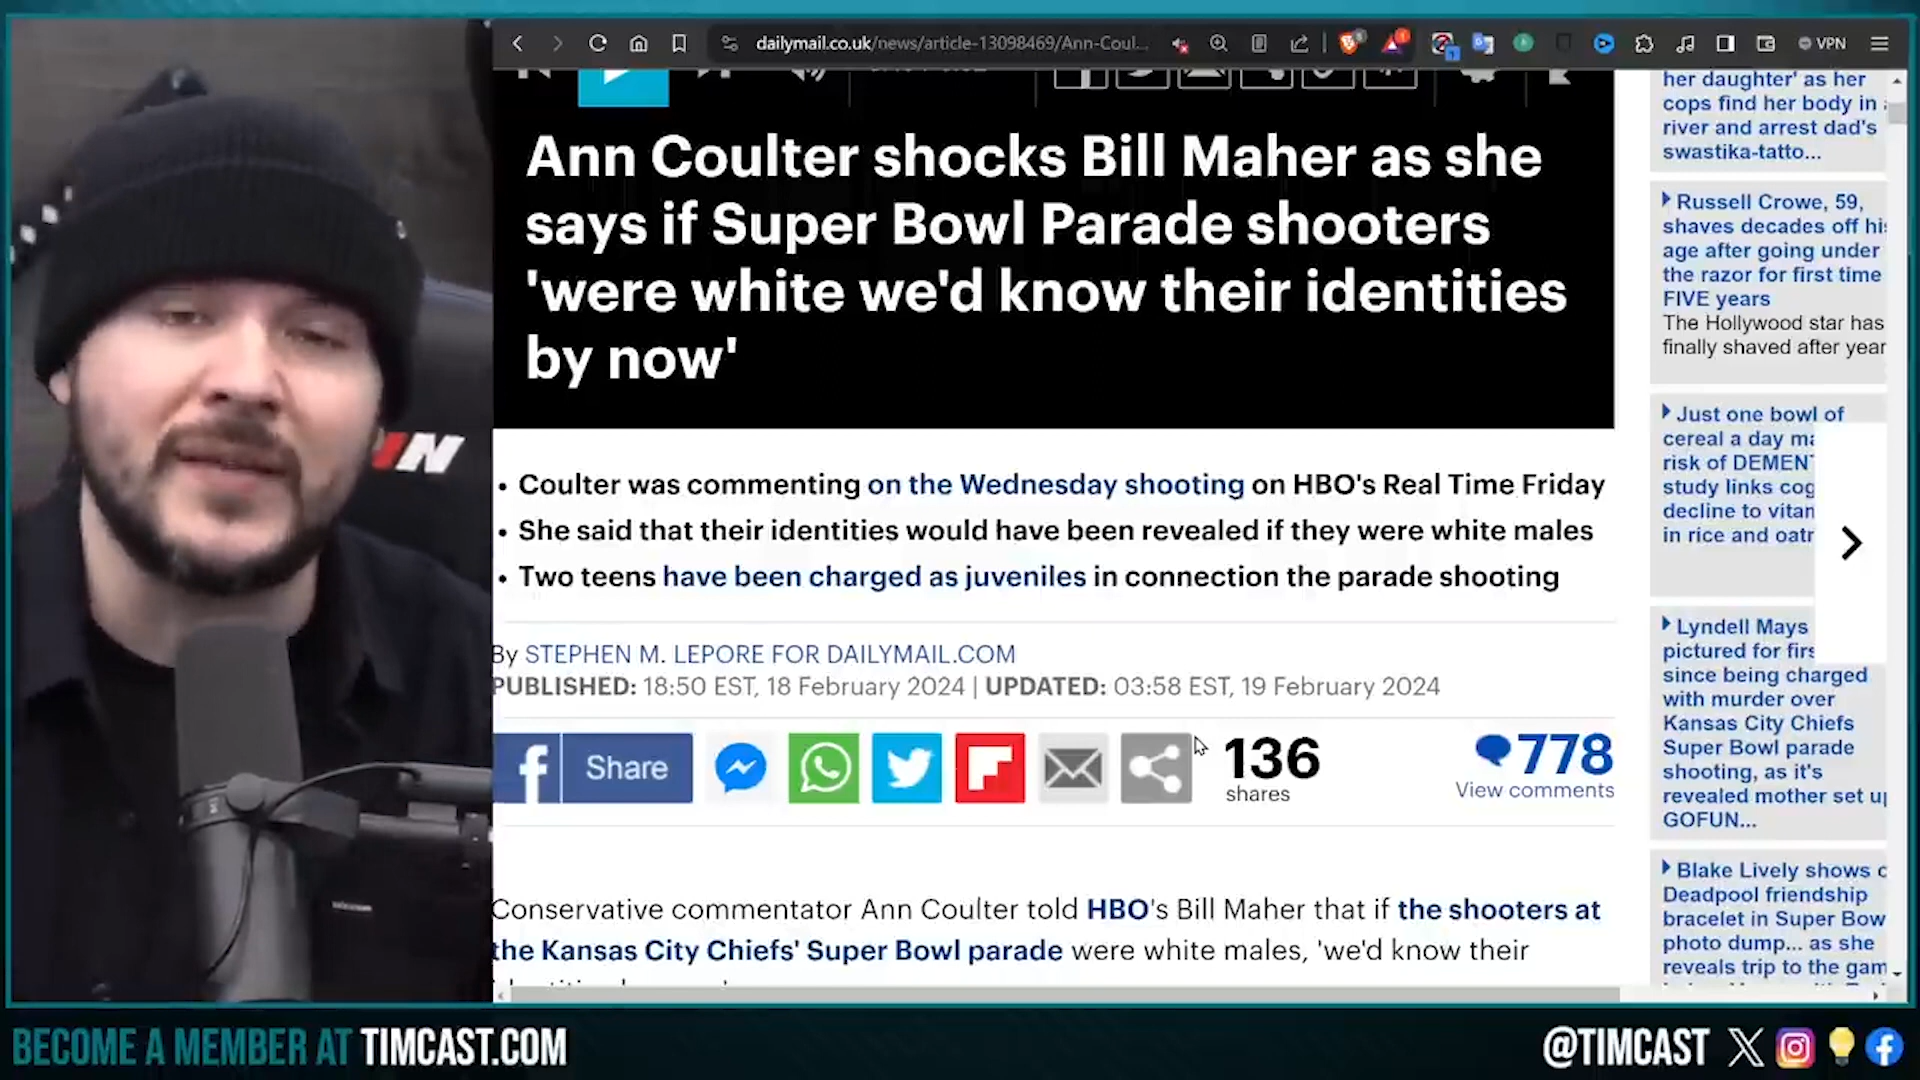 dailymail.co.uk/news/article-13098469/Ann-Coul...
VPN
Ann Coulter shocks Bill Maher as she
says if Super Bowl Parade shooters
'were white we'd know their identities
by now'
• Coulter was commenting on the Wednesday shooting on HBO's Real Time Friday
• She said that their identities would have been revealed if they were white males
• Two teens have been charged as juveniles in connection the parade shooting
By STEPHEN M. LEPORE FOR DAILYMAIL.COM
PUBLISHED: 18:50 EST, 18 February 2024 | UPDATED: 03:58 EST, 19 February 2024
Share
136
shares
778
View comments
Conservative commentator Ann Coulter told HBO's Bill Maher that if the shooters at
the Kansas City Chiefs' Super Bowl parade were white males, 'we'd know their
her daughter' as her
cops find her body in
river and arrest dad's
swastika-tatto...
Russell Crowe, 59,
shaves decades off his
age after going under
the razor for first time
FIVE years
The Hollywood star has
finally shaved after year
Just one bowl of
cereal a day ma
risk of DEMENT
study links cog
decline to vitan
in rice and oatr
Lyndell Mays
pictured for firs
since being charged
with murder over
Kansas City Chiefs
Super Bowl parade
shooting, as it's
revealed mother set up
GOFUN...
Blake Lively shows o
Deadpool friendship
bracelet in Super Bow
photo dump... as she
reveals trip to the gam
BECOME A MEMBER AT TIMCAST.COM
@TIMCAST